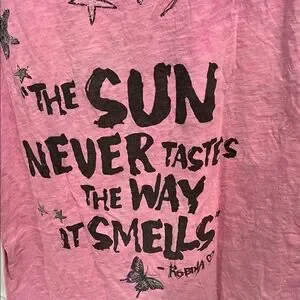 "THE SUN
NEVER TASTES
THE WAY
IT SMELLS"